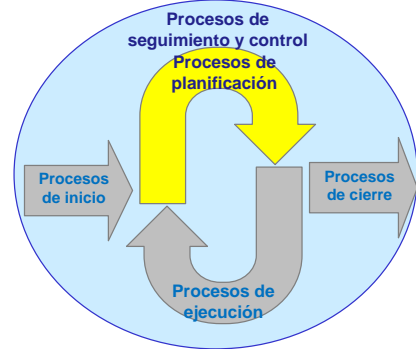 Procesos de
seguimiento y control
Procesos de
planificación
Procesos
de inicio
Procesos
de cierre
Procesos de
ejecución